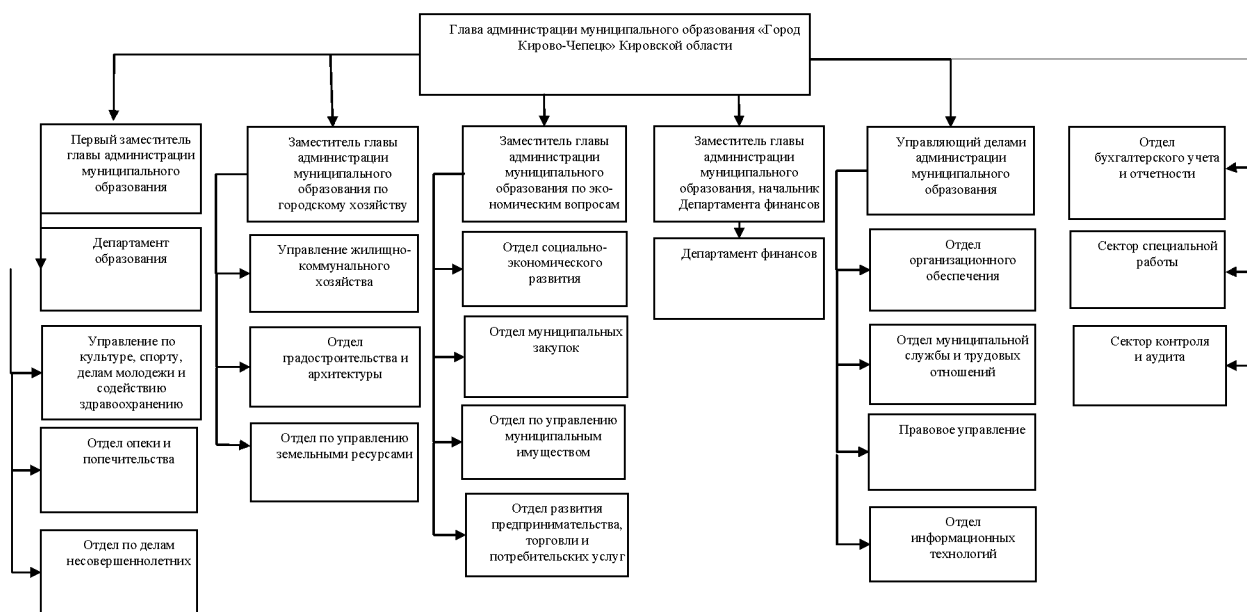 Глава администрации муниципального образования «Город
Кирово-Чепецк» Кировской области
Первый заместитель
главы администрации
муниципального
образования
Департамент
образования
Управление по
культуре, спорту,
делам молодежи и
содействию
здравоохранению
Отдел опеки и
попечительства
Отдел по делам
несовершеннолетних
Заместитель главы
администрации
муниципального
образования по
городскому хозяйству
Управление жилищно-
коммунального
хозяйства
Отдел
градостроительства и
архитектуры
Отдел по управлению
земельными ресурсами
Заместитель главы
администрации
муниципального
образования по эко-
номическим вопросам
Отдел социально-
экономического
развития
Отдел муниципальных
закупок
Отдел по управлению
муниципальным
имуществом
Отдел развития
предпринимательства,
торговли и
потребительских услуг
Заместитель главы
администрации
муниципального
образования, начальник
Департамента финансов
Департамент финансов
Управляющий делами
администрации
муниципального
образования
Отдел
организационного
обеспечения
Отдел муниципальной
службы и трудовых
отношений
Правовое управление
Отдел
информационных
технологий
Отдел
бухгалтерского учета
и отчетности
Сектор специальной
работы
Сектор контроля
и аудита